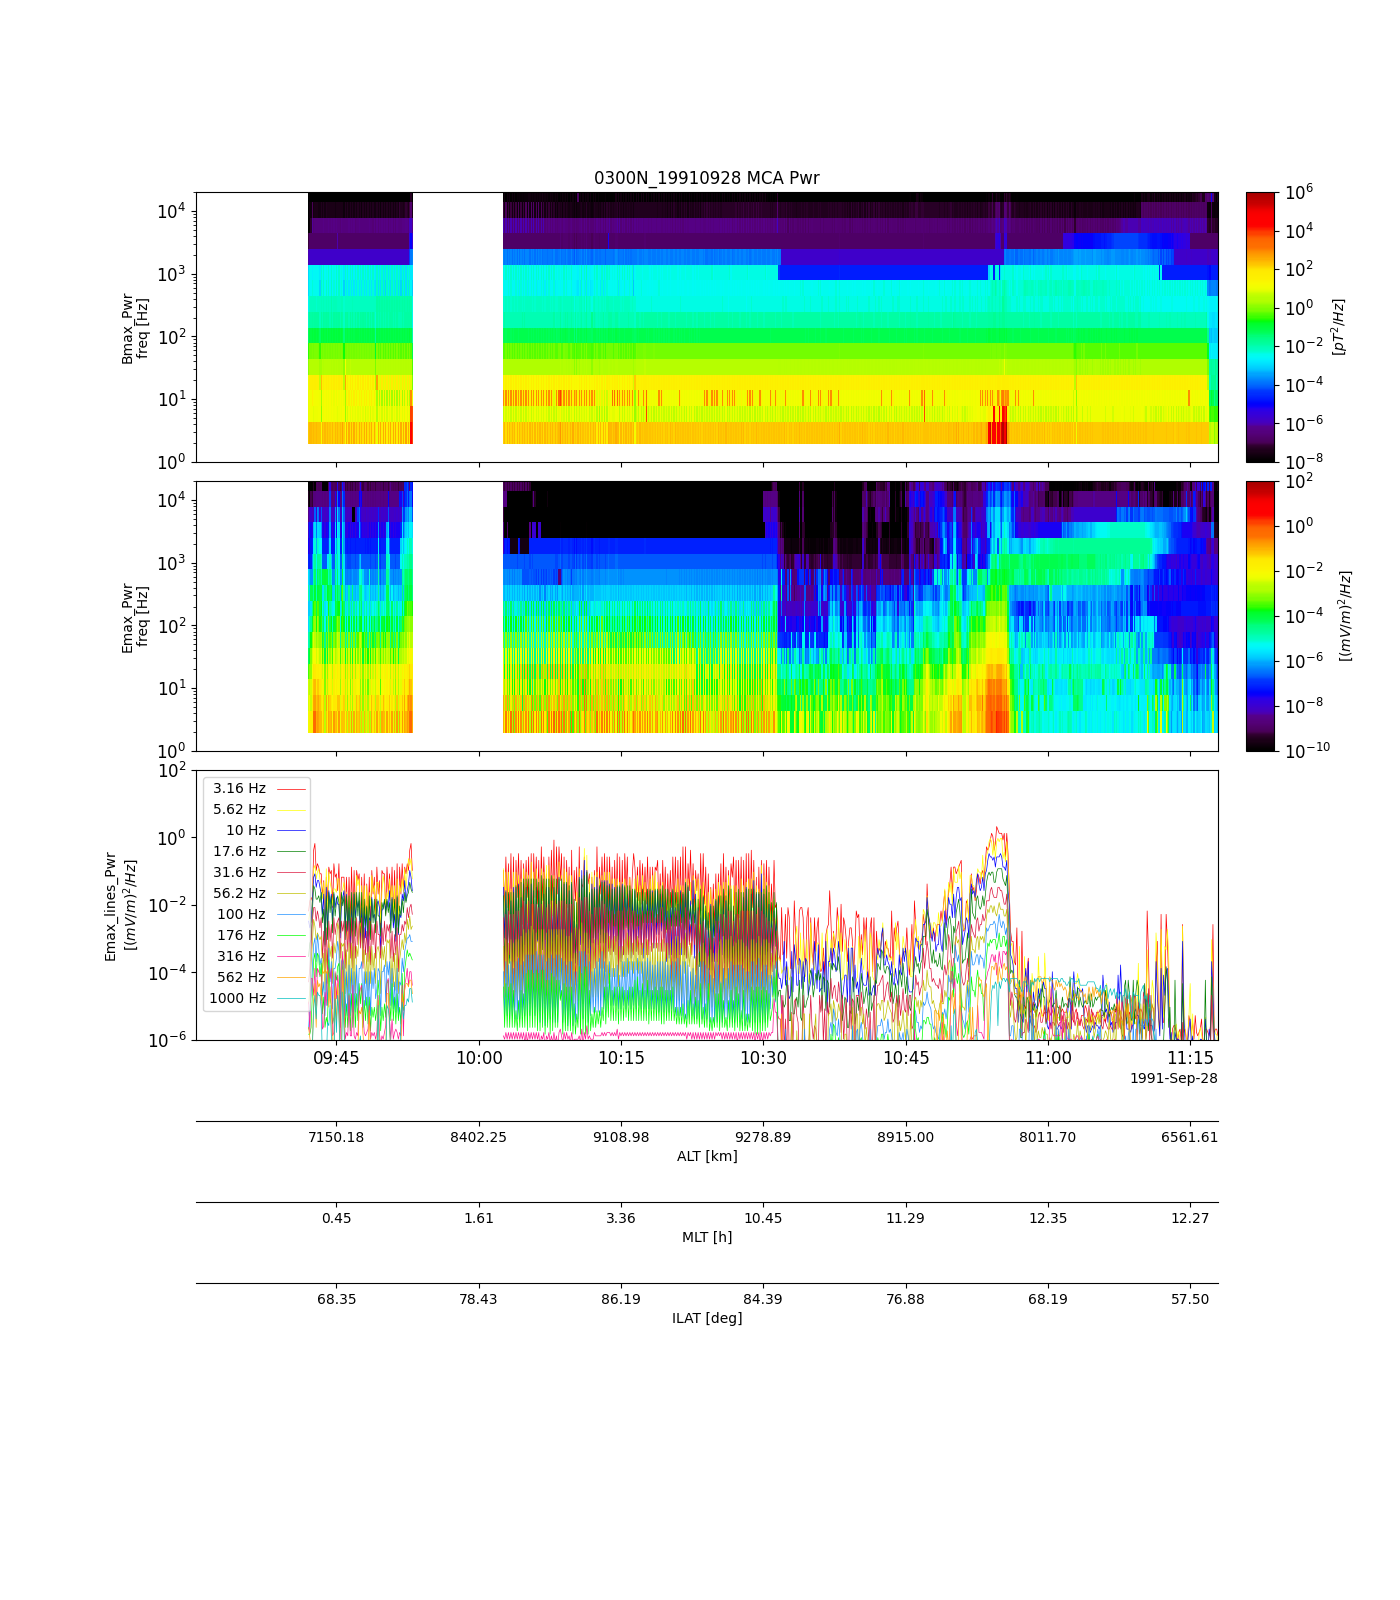 0300N_19910928 MCA Pwr
10^4
10^3
10^2
10^1
10^0
Bmax_Pwr
freq [Hz]
10^6
10^4
10^2
10^0
10^-2
10^-4
10^-6
10^-8
[pT^2/Hz]
10^4
10^3
10^2
10^1
10^0
Emax_Pwr
freq [Hz]
10^2
10^0
10^-2
10^-4
10^-6
10^-8
10^-10
[(mV/m)^2/Hz]
10^2
10^0
10^-2
10^-4
10^-6
Emax_lines_Pwr
[(mV/m)^2/Hz]
3.16 Hz
5.62 Hz
10 Hz
17.6 Hz
31.6 Hz
56.2 Hz
100 Hz
176 Hz
316 Hz
562 Hz
1000 Hz
09:45 10:00 10:15 10:30 10:45 11:00 11:15
1991-Sep-28
7150.18 8402.25 9108.98 9278.89 8915.00 8011.70 6561.61
ALT [km]
0.45 1.61 3.36 10.45 11.29 12.35 12.27
MLT [h]
68.35 78.43 86.19 84.39 76.88 68.19 57.50
ILAT [deg]